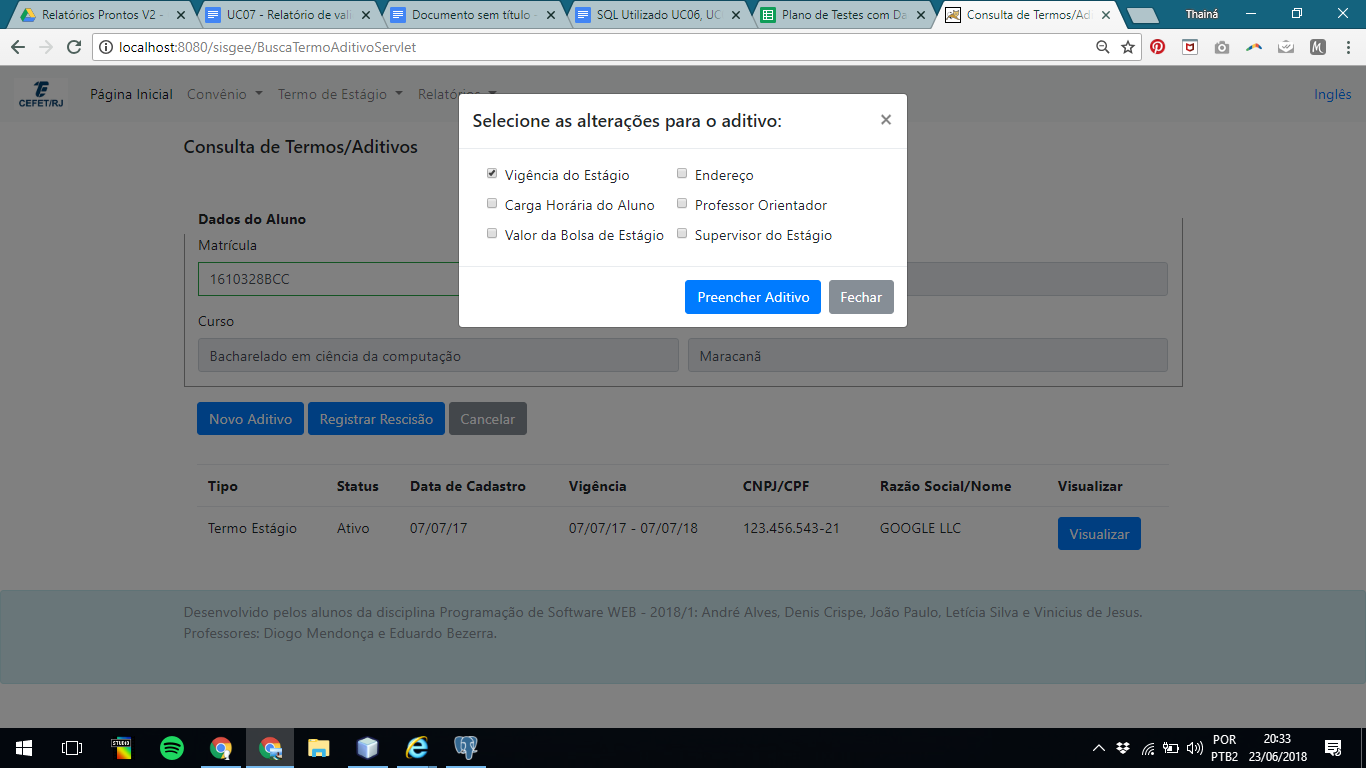 Relatórios Prontos V2 -
UC07 - Relatório de vali
Documento sem título -
SQL Utilizado UC06, UC
Plano de Testes com Da
Consulta de Termos/Adi
Thainá
localhost:8080/sisgee/BuscaTermoAditivoServlet
CEFET/RJ
Página Inicial Convênio Termo de Estágio Relatórios Inglês
Selecione as alterações para o aditivo: ×
Consulta de Termos/Aditivos
Vigência do Estágio Endereço
Carga Horária do Aluno Professor Orientador
Valor da Bolsa de Estágio Supervisor do Estágio
Preencher Aditivo Fechar
Dados do Aluno
Matrícula
1610328BCC
Curso
Bacharelado em ciência da computação Maracanã
Novo Aditivo Registrar Rescisão Cancelar
Tipo Status Data de Cadastro Vigência CNPJ/CPF Razão Social/Nome Visualizar
Termo Estágio Ativo 07/07/17 07/07/17 - 07/07/18 123.456.543-21 GOOGLE LLC Visualizar
Desenvolvido pelos alunos da disciplina Programação de Software WEB - 2018/1: André Alves, Denis Crispe, João Paulo, Letícia Silva e Vinicius de Jesus.
Professores: Diogo Mendonça e Eduardo Bezerra.
STUDIO
POR
PTB2
20:33
23/06/2018